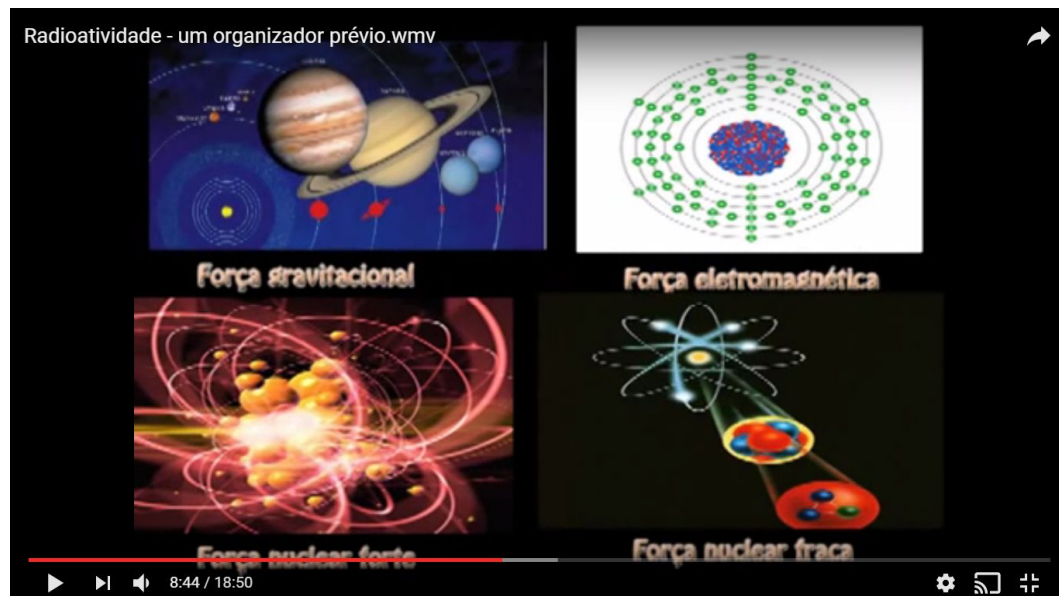 Radioatividade - um organizador prévio.wmv
Força gravitacional
Força eletromagnética
Força nuclear forte
Força nuclear fraca
8:44 / 18:50